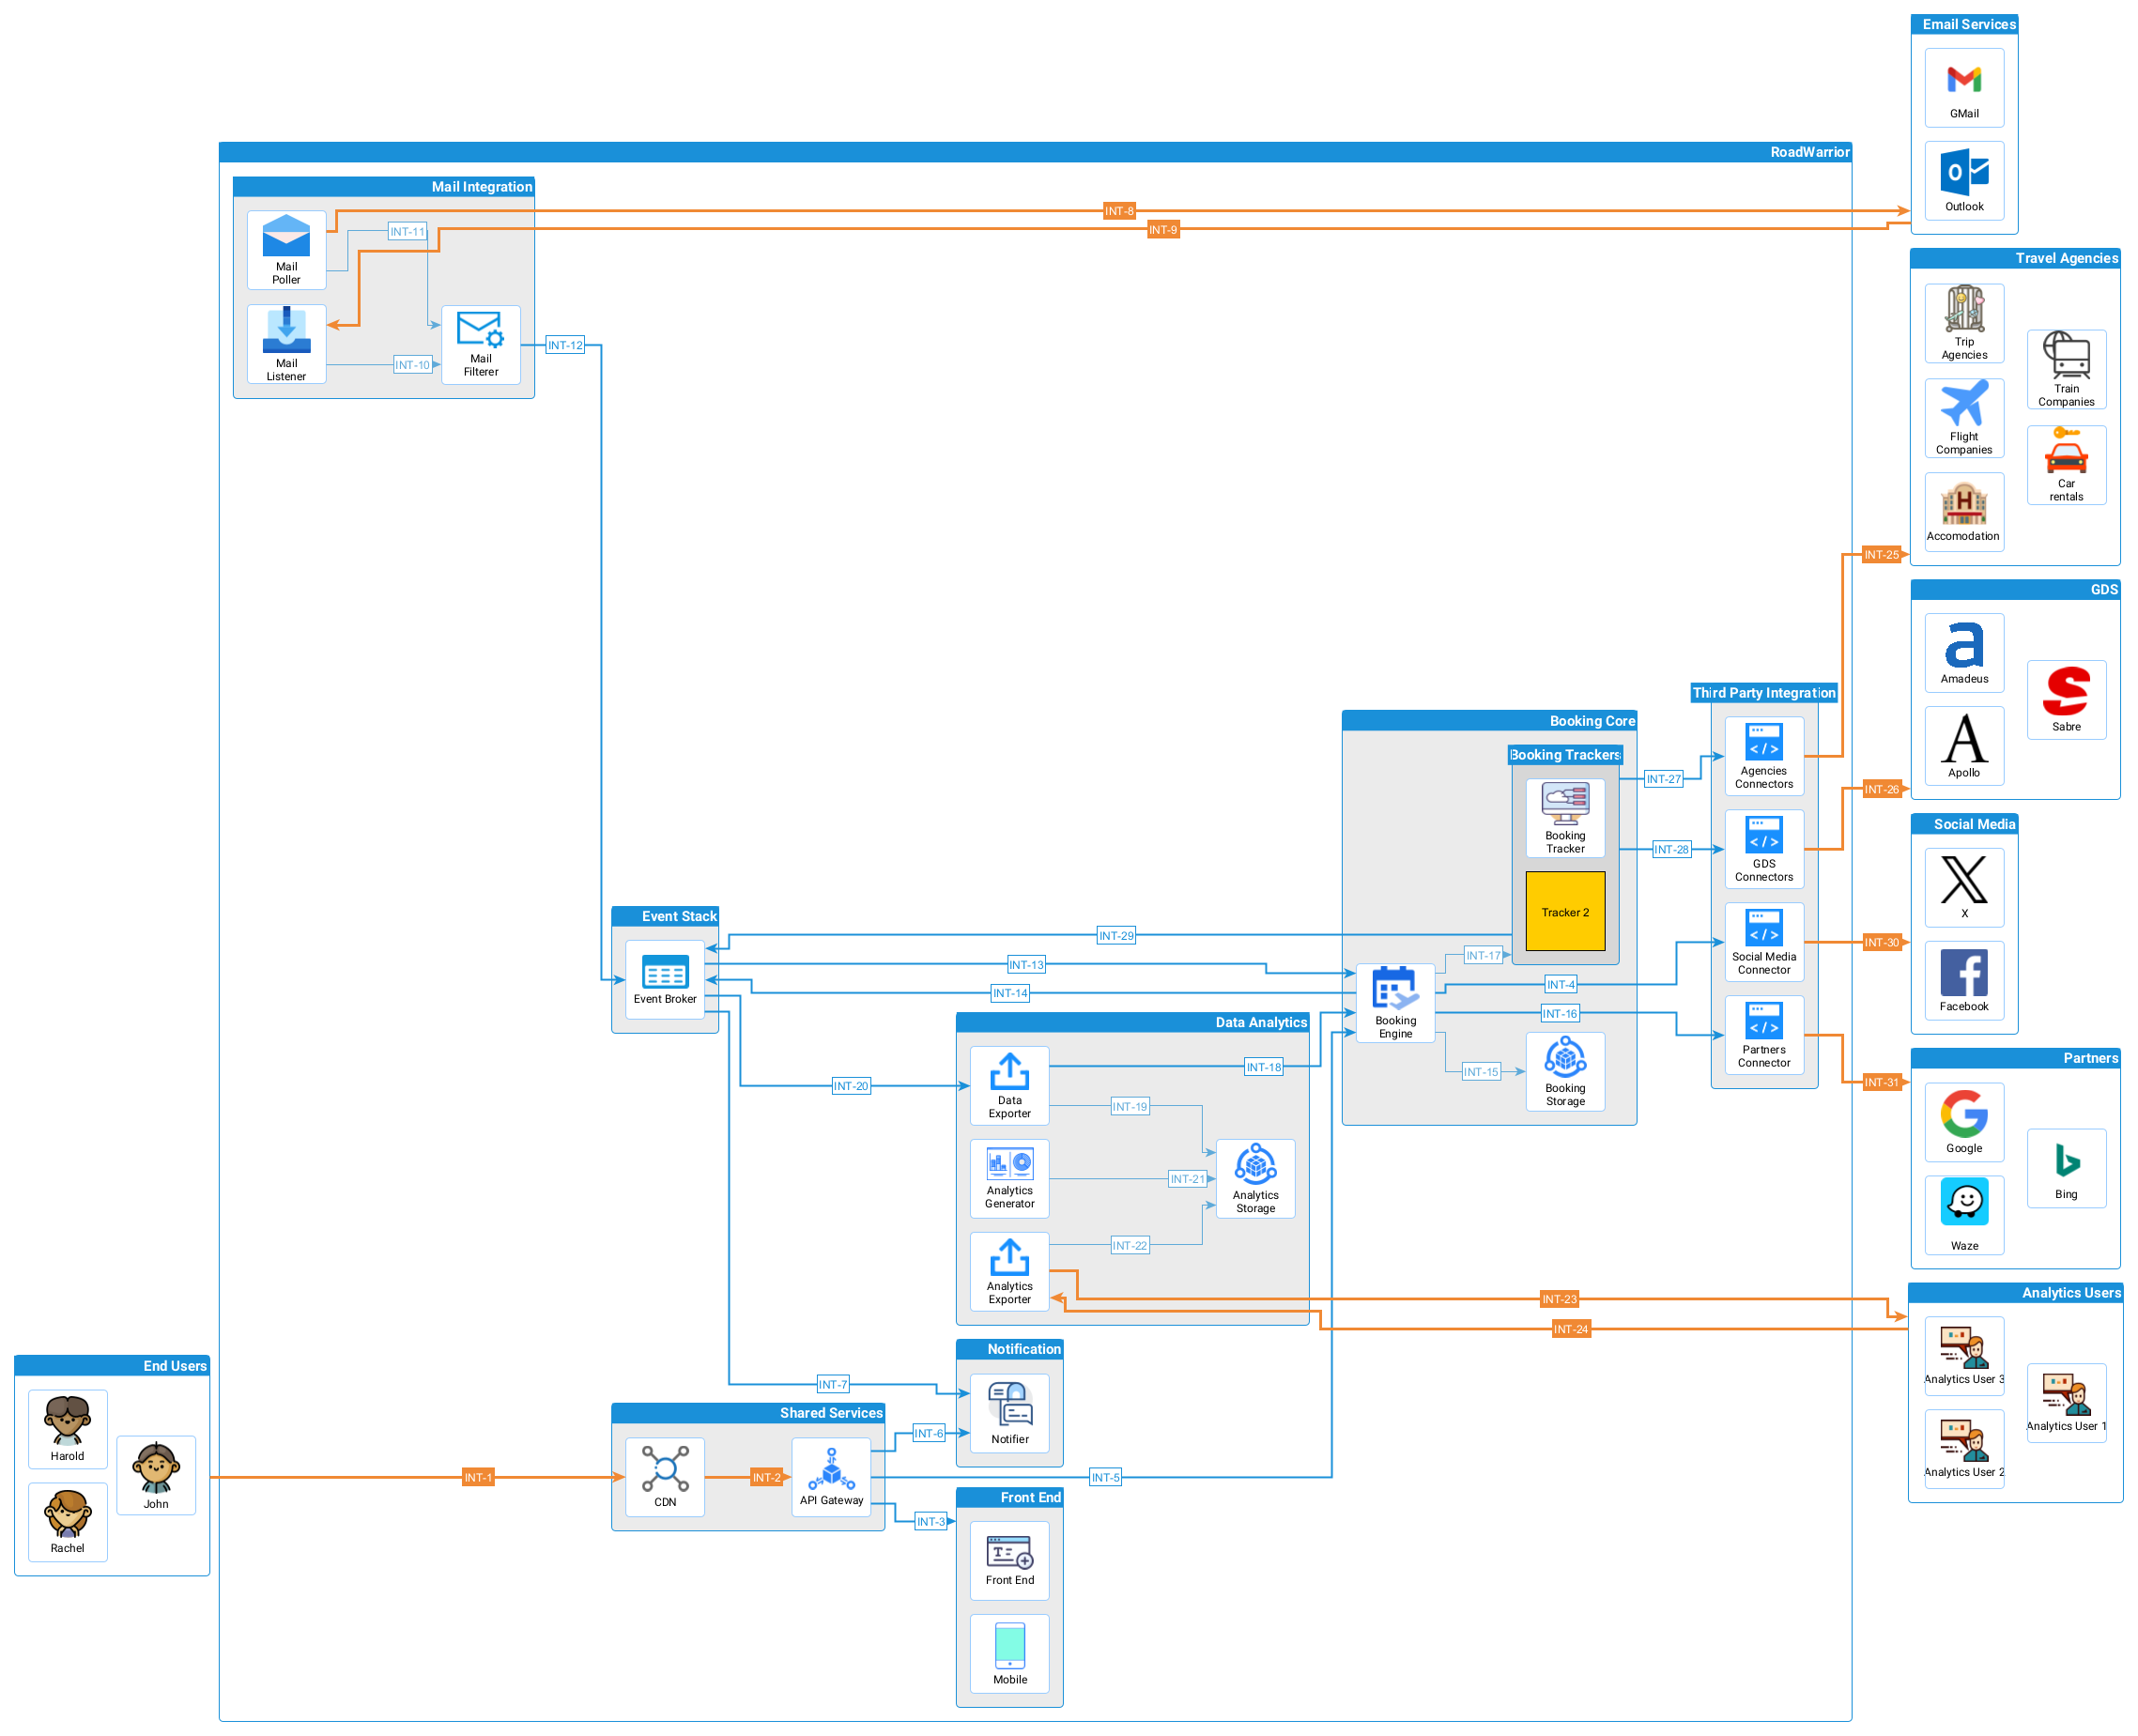 Email Services
GMail
Outlook
RoadWarrior
Mail Integration
Mail
Poller
INT-11
INT-8
INT-9
Mail
Listener
INT-10
Mail
Filterer
INT-12
Travel Agencies
Trip
Agencies
Train
Companies
Flight
Companies
Car
rentals
Accomodation
INT-25
GDS
Amadeus
Sabre
Apollo
INT-26
Third Party Integration
Agencies
Connectors
GDS
Connectors
Social Media
Connector
Partners
Connector
Booking Core
Booking Trackers
Booking
Tracker
Tracker 2
INT-27
INT-28
Social Media
X
Facebook
INT-30
Event Stack
Event Broker
INT-29
INT-13
INT-14
INT-17
INT-4
INT-16
Booking
Engine
INT-15
Booking
Storage
Partners
Google
Bing
Waze
INT-31
Data Analytics
Data
Exporter
INT-18
INT-20
INT-19
Analytics
Generator
INT-21
Analytics
Storage
Analytics
Exporter
INT-22
INT-23
INT-24
Analytics Users
Analytics User 3
Analytics User 1
Analytics User 2
Notification
Notifier
INT-7
INT-6
End Users
Harold
John
Rachel
INT-1
Shared Services
CDN
INT-2
API Gateway
INT-5
INT-3
Front End
Front End
Mobile